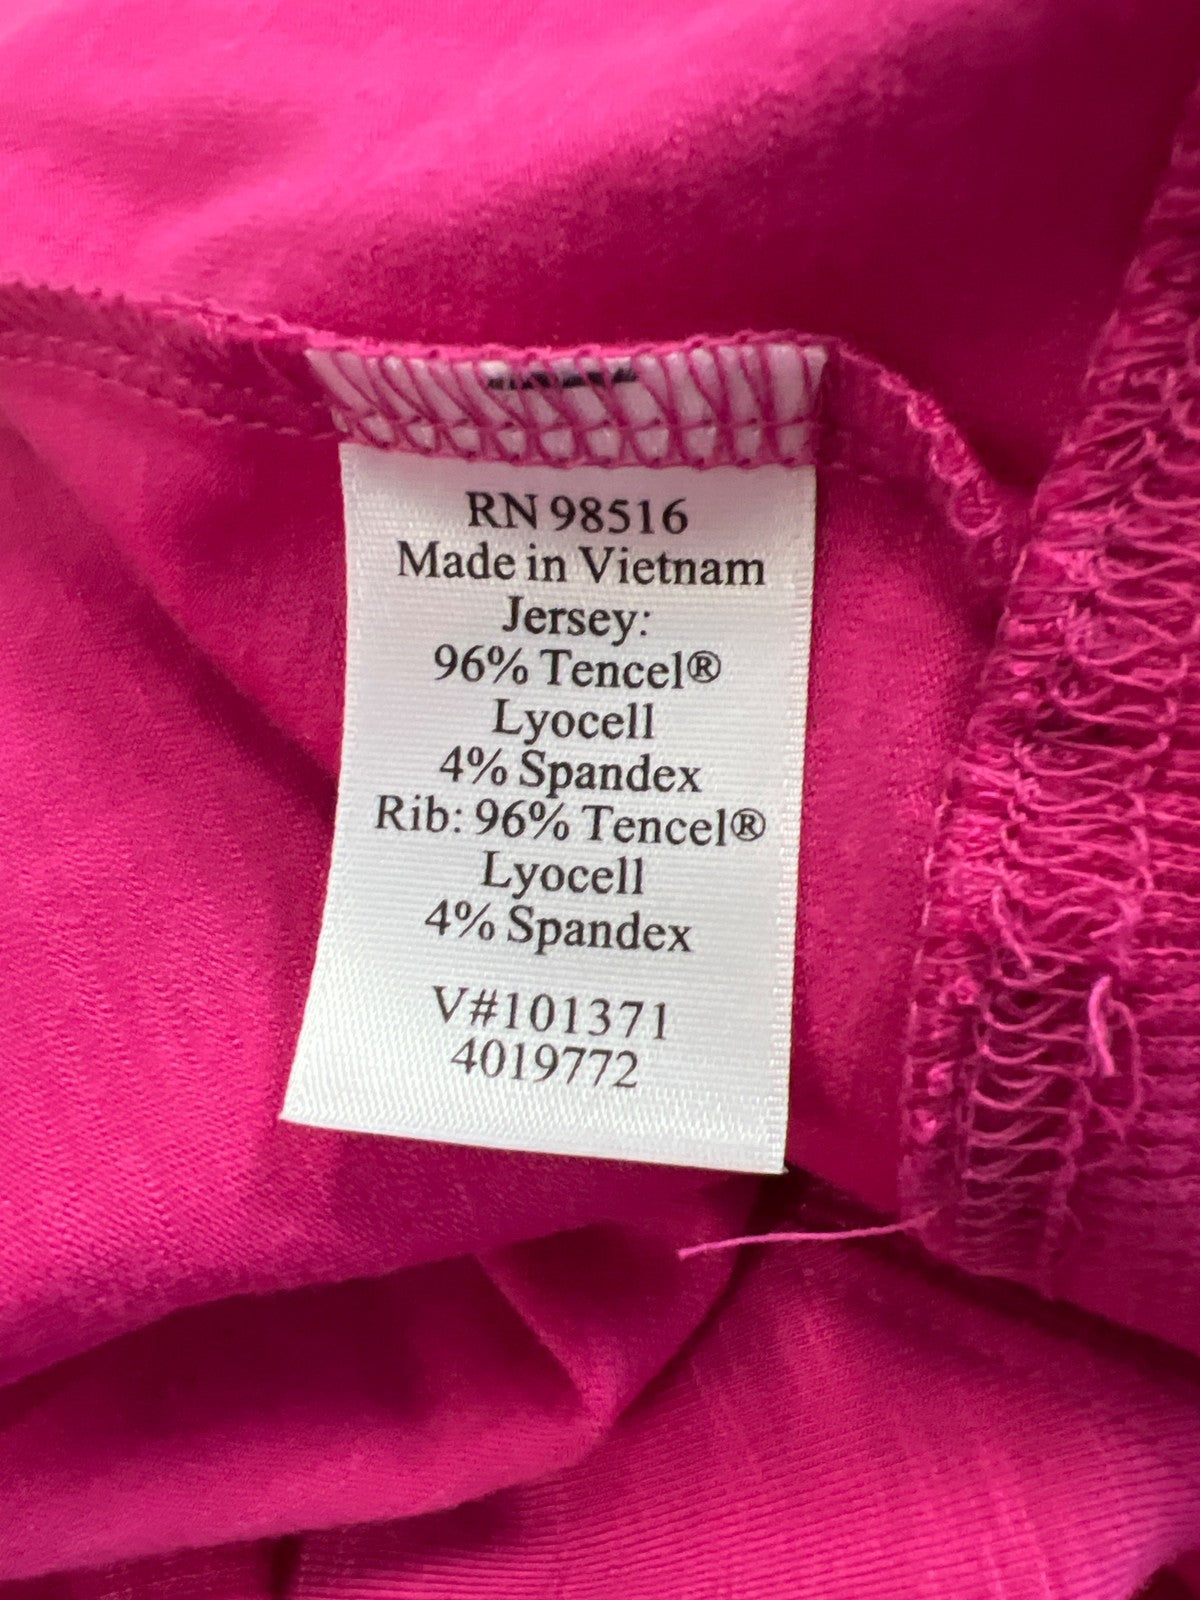 RN 98516
Made in Vietnam
Jersey:
96% Tencel®
Lyocell
4% Spandex
Rib: 96% Tencel®
Lyocell
4% Spandex
V#101371
4019772